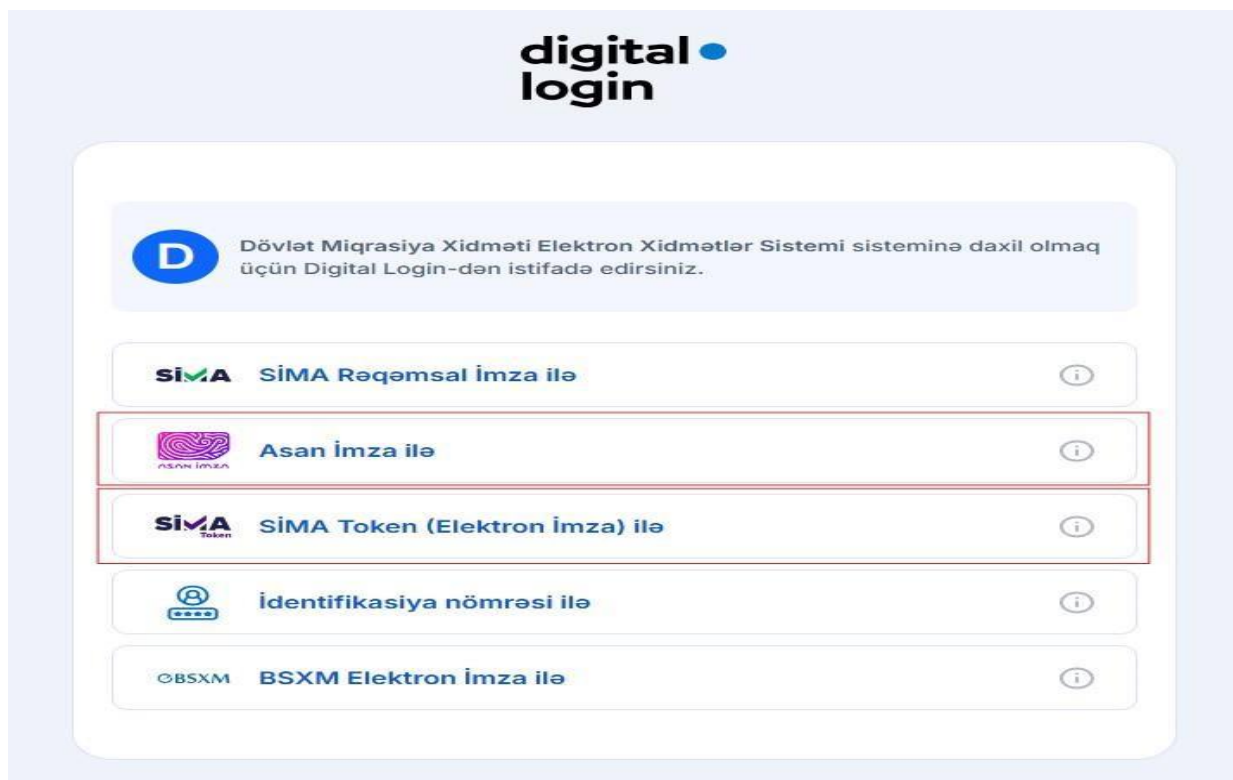 digital
login
D
Dövlət Miqrasiya Xidməti Elektron Xidmətlər Sistemi sisteminə daxil olmaq
üçün Digital Login-dən istifadə edirsiniz.
SİMA SİMA Rəqəmsal İmza ilə
ASAN İMZA Asan İmza ilə
SİMA Token SİMA Token (Elektron İmza) ilə
İdentifikasiya nömrəsi ilə
BSXM BSXM Elektron İmza ilə